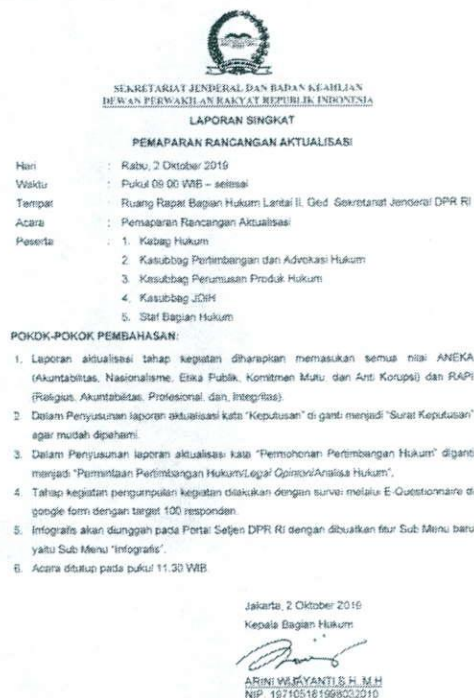 SEKRETARIAT JENDERAL DAN BADAN KEAHLIAN
DEWAN PERWAKILAN RAKYAT REPUBLIK INDONESIA
LAPORAN SINGKAT
PEMAPARAN RANCANGAN AKTUALISASI
Hari : Rabu, 2 Oktober 2019
Waktu : Pukul 09.00 WIB – selesai
Tempat : Ruang Rapat Bagian Hukum Lantai II, Ged. Sekretariat Jenderal DPR RI
Acara : Pemaparan Rancangan Aktualisasi
Peserta : 1. Kabag Hukum
2. Kasubbag Pertimbangan dan Advokasi Hukum
3. Kasubbag Perumusan Produk Hukum
4. Kasubbag JDIH
5. Staf Bagian Hukum
POKOK-POKOK PEMBAHASAN:
1. Laporan aktualisasi tahap kegiatan diharapkan memasukan semua nilai ANEKA
(Akuntabilitas, Nasionalisme, Etika Publik, Komitmen Mutu, dan Anti Korupsi) dan RAPI
(Religius, Akuntabilitas, Profesional, dan, Integritas).
2. Dalam Penyusunan laporan aktualisasi kata "Keputusan" di ganti menjadi "Surat Keputusan"
agar mudah dipahami.
3. Dalam Penyusunan laporan aktualisasi kata "Permohonan Pertimbangan Hukum" diganti
menjadi "Permintaan Pertimbangan Hukum/Legal Opinion/Analisa Hukum".
4. Tahap kegiatan pengumpulan kegiatan dilakukan dengan survei melalui E-Questionnaire di
google form dengan target 100 responden.
5. Infografis akan diunggah pada Portal Setjen DPR RI dengan dibuatkan fitur Sub Menu baru
yaitu Sub Menu "Infografis".
6. Acara ditutup pada pukul 11.30 WIB
Jakarta, 2 Oktober 2019
Kepala Bagian Hukum
ARINI WIJAYANTI,S.H.,M.H
NIP. 197105181998032010